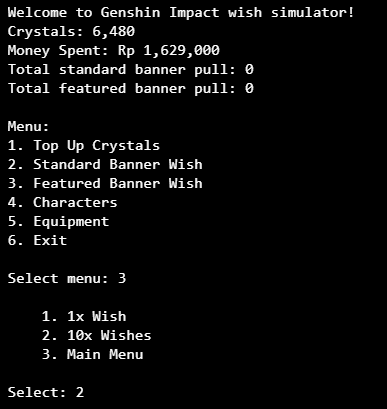 Welcome to Genshin Impact wish simulator!
Crystals: 6,480
Money Spent: Rp 1,629,000
Total standard banner pull: 0
Total featured banner pull: 0
Menu:
1. Top Up Crystals
2. Standard Banner Wish
3. Featured Banner Wish
4. Characters
5. Equipment
6. Exit
Select menu: 3
1. 1x Wish
2. 10x Wishes
3. Main Menu
Select: 2